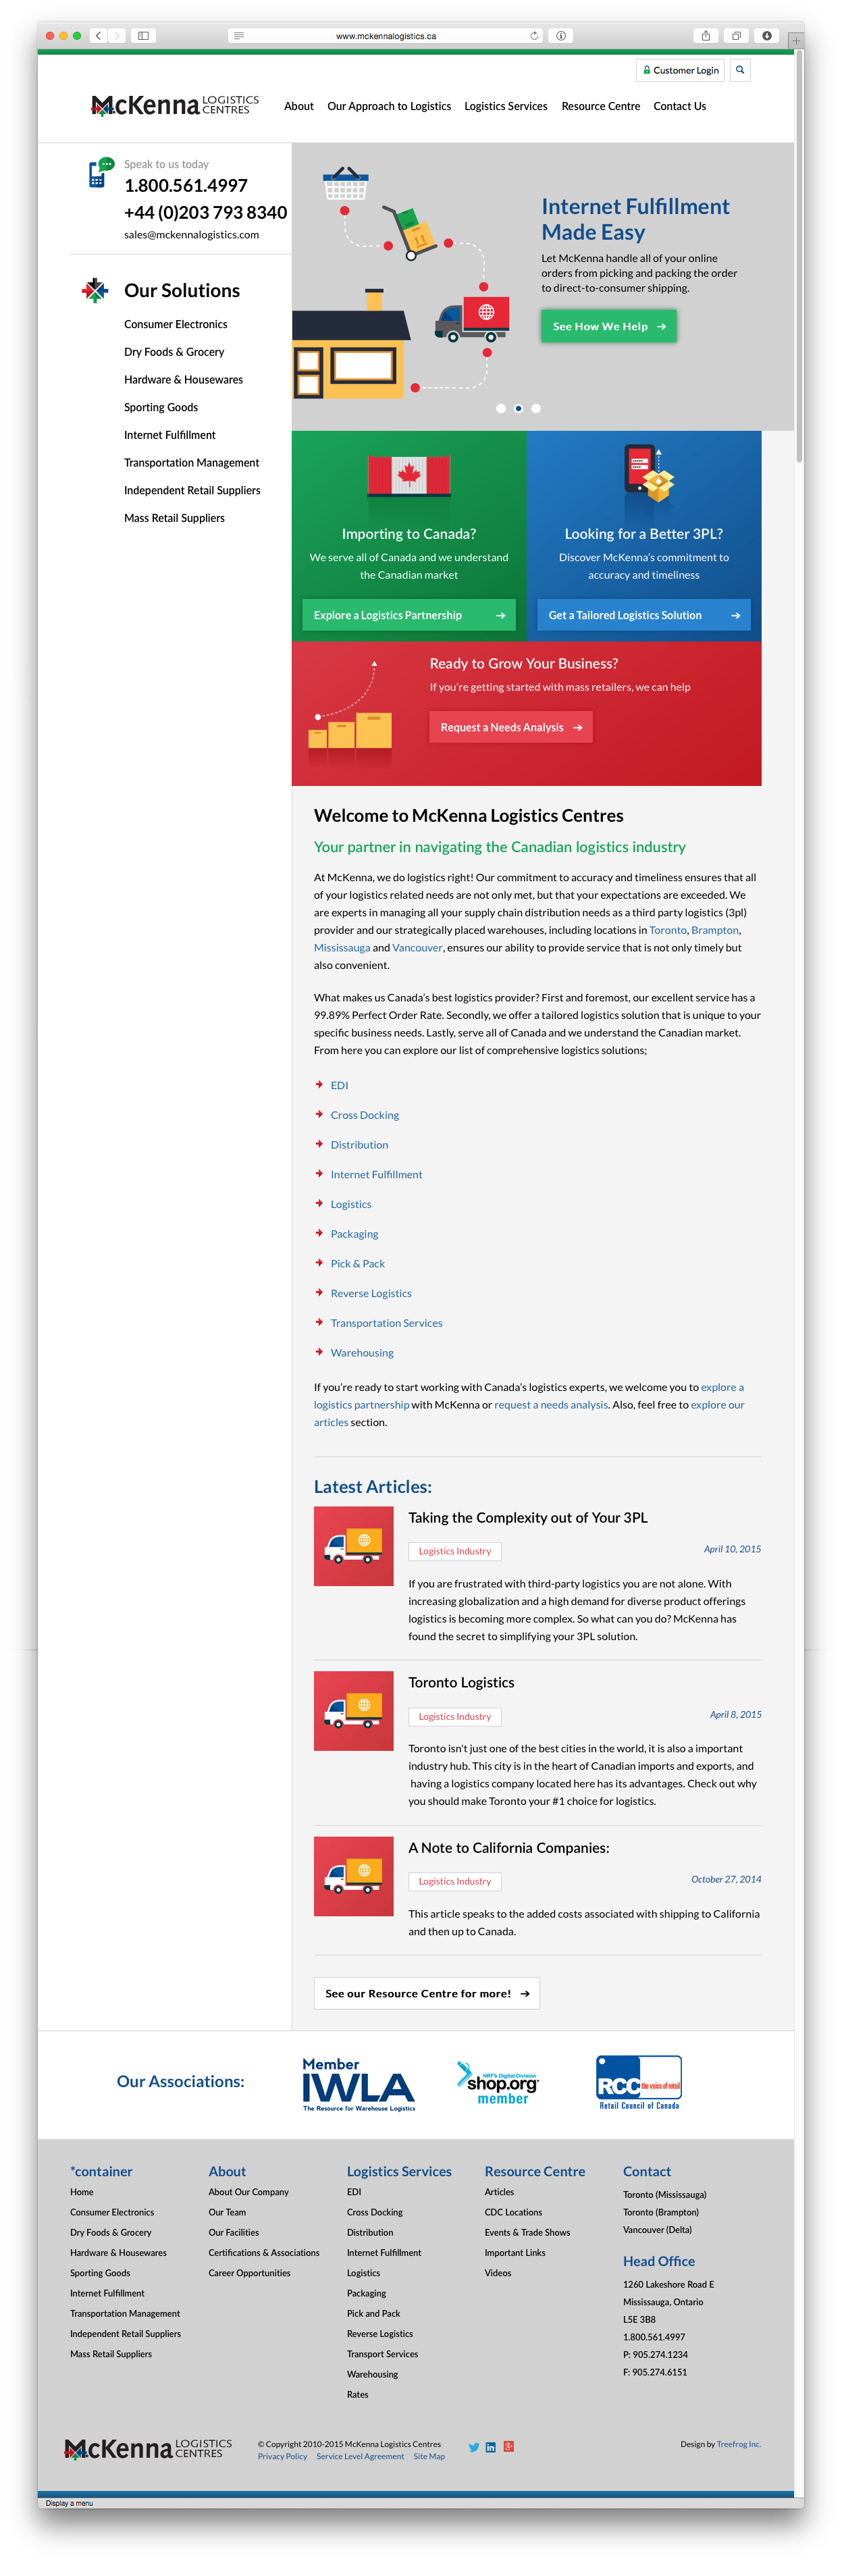 www.mckennalogistics.ca
Customer Login
McKenna LOGISTICS CENTRES
About Our Approach to Logistics Logistics Services Resource Centre Contact Us
Speak to us today
1.800.561.4997
+44 (0)203 793 8340
sales@mckennalogistics.com
Our Solutions
Consumer Electronics
Dry Foods & Grocery
Hardware & Housewares
Sporting Goods
Internet Fulfillment
Transportation Management
Independent Retail Suppliers
Mass Retail Suppliers
Internet Fulfillment
Made Easy
Let McKenna handle all of your online
orders from picking and packing the order
to direct-to-consumer shipping.
See How We Help
Importing to Canada?
We serve all of Canada and we understand
the Canadian market
Explore a Logistics Partnership
Looking for a Better 3PL?
Discover McKenna's commitment to
accuracy and timeliness
Get a Tailored Logistics Solution
Ready to Grow Your Business?
If you're getting started with mass retailers, we can help
Request a Needs Analysis
Welcome to McKenna Logistics Centres
Your partner in navigating the Canadian logistics industry
At McKenna, we do logistics right! Our commitment to accuracy and timeliness ensures that all
of your logistics related needs are not only met, but that your expectations are exceeded. We
are experts in managing all your supply chain distribution needs as a third party logistics (3pl)
provider and our strategically placed warehouses, including locations in Toronto, Brampton,
Mississauga and Vancouver, ensures our ability to provide service that is not only timely but
also convenient.
What makes us Canada's best logistics provider? First and foremost, our excellent service has a
99.89% Perfect Order Rate. Secondly, we offer a tailored logistics solution that is unique to your
specific business needs. Lastly, serve all of Canada and we understand the Canadian market.
From here you can explore our list of comprehensive logistics solutions;
EDI
Cross Docking
Distribution
Internet Fulfillment
Logistics
Packaging
Pick & Pack
Reverse Logistics
Transportation Services
Warehousing
If you're ready to start working with Canada's logistics experts, we welcome you to explore a
logistics partnership with McKenna or request a needs analysis. Also, feel free to explore our
articles section.
Latest Articles:
Taking the Complexity out of Your 3PL
Logistics Industry
April 10, 2015
If you are frustrated with third-party logistics you are not alone. With
increasing globalization and a high demand for diverse product offerings
logistics is becoming more complex. So what can you do? McKenna has
found the secret to simplifying your 3PL solution.
Toronto Logistics
Logistics Industry
April 8, 2015
Toronto isn't just one of the best cities in the world, it is also a important
industry hub. This city is in the heart of Canadian imports and exports, and
having a logistics company located here has its advantages. Check out why
you should make Toronto your #1 choice for logistics.
A Note to California Companies:
Logistics Industry
October 27, 2014
This article speaks to the added costs associated with shipping to California
and then up to Canada.
See our Resource Centre for more!
Our Associations:
Member
IWLA
The Resource for Warehouse Logistics
NRF's Digital Division
shop.org
member
RCC the voice of retail
Retail Council of Canada
*container
Home
Consumer Electronics
Dry Foods & Grocery
Hardware & Housewares
Sporting Goods
Internet Fulfillment
Transportation Management
Independent Retail Suppliers
Mass Retail Suppliers
About
About Our Company
Our Team
Our Facilities
Certifications & Associations
Career Opportunities
Logistics Services
EDI
Cross Docking
Distribution
Internet Fulfillment
Logistics
Packaging
Pick and Pack
Reverse Logistics
Transport Services
Warehousing
Rates
Resource Centre
Articles
CDC Locations
Events & Trade Shows
Important Links
Videos
Contact
Toronto (Mississauga)
Toronto (Brampton)
Vancouver (Delta)
Head Office
1260 Lakeshore Road E
Mississauga, Ontario
L5E 3B8
1.800.561.4997
P: 905.274.1234
F: 905.274.6151
McKenna LOGISTICS CENTRES
© Copyright 2010-2015 McKenna Logistics Centres
Privacy Policy Service Level Agreement Site Map
Design by Treefrog Inc.
Display a menu